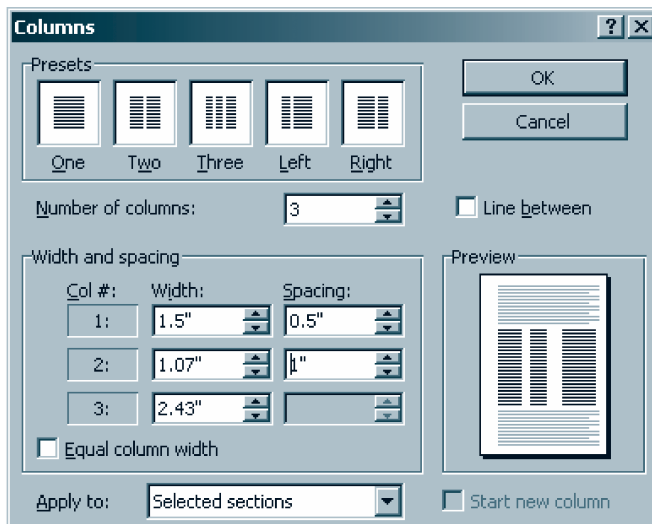 Columns
Presets
OK
Cancel
One Two Three Left Right
Number of columns: 3
Line between
Width and spacing
Preview
Col #: Width: Spacing:
1: 1.5" 0.5"
2: 1.07" 1"
3: 2.43"
Equal column width
Apply to: Selected sections
Start new column